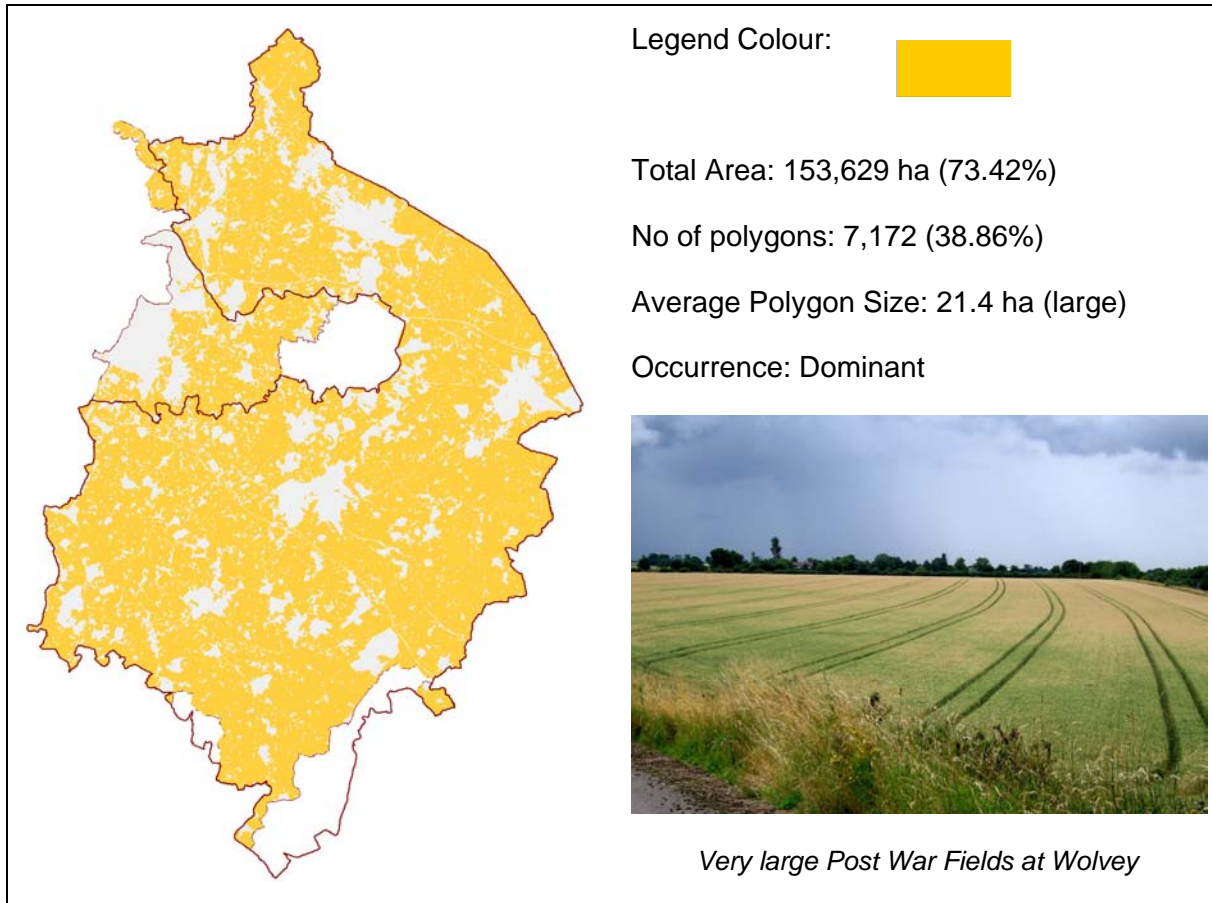 Legend Colour:
Total Area: 153,629 ha (73.42%)
No of polygons: 7,172 (38.86%)
Average Polygon Size: 21.4 ha (large)
Occurrence: Dominant
Very large Post War Fields at Wolvey